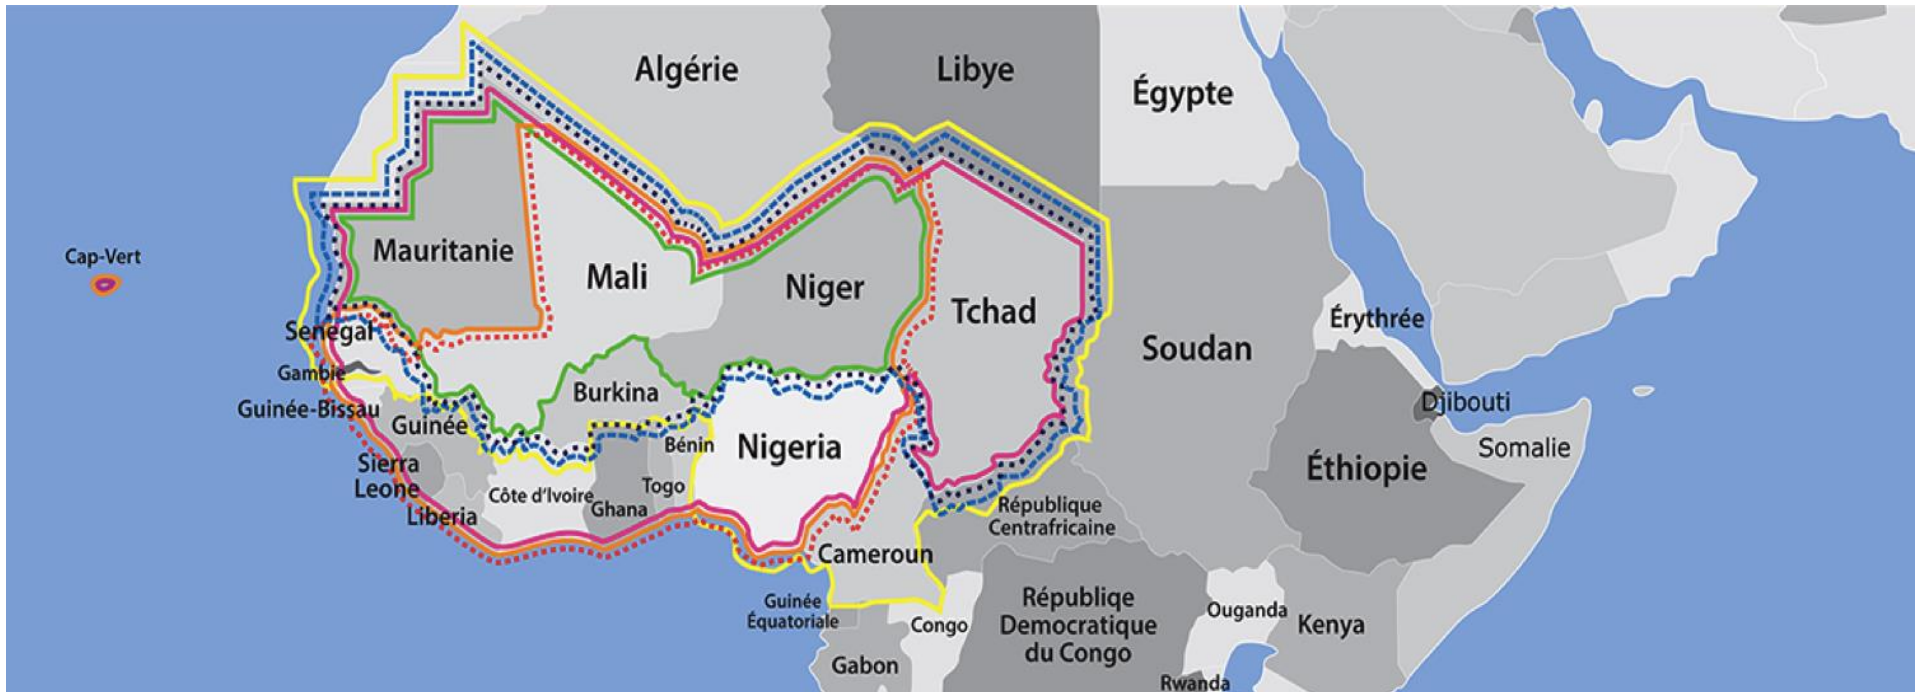 Algérie
Libye
Égypte
Mauritanie
Cap-Vert
Mali
Niger
Tchad
Érythrée
Senegal
Soudan
Gambie
Burkina
Djibouti
Guinée-Bissau
Guinée
Bénin
Nigeria
Somalie
Sierra
Leone
Éthiopie
Togo
Côte d'Ivoire
Ghana
Liberia
République
Centrafricaine
Cameroun
Guinée
Équatoriale
Congo
Républiqe
Democratique
du Congo
Ouganda
Kenya
Gabon
Rwanda